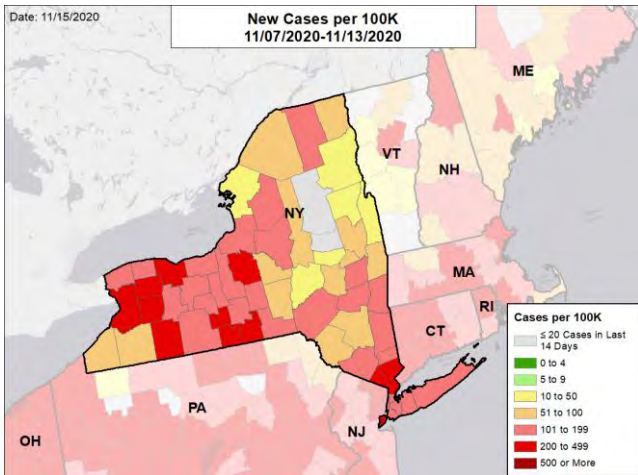 Date: 11/15/2020
New Cases per 100K
11/07/2020-11/13/2020
ME
VT
NH
NY
MA
CT
RI
PA
OH
NJ
Cases per 100K
≤ 20 Cases in Last
14 Days
0 to 4
5 to 9
10 to 50
51 to 100
101 to 199
200 to 499
500 or More